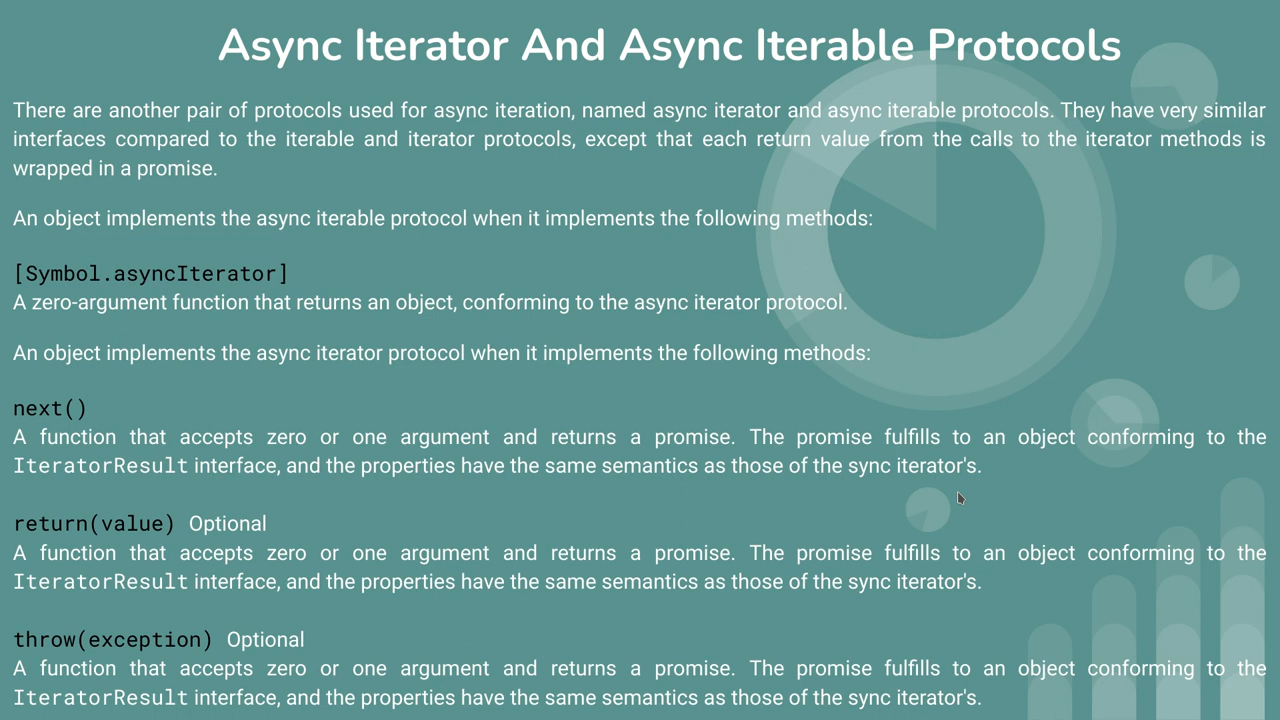 Async Iterator And Async Iterable Protocols
There are another pair of protocols used for async iteration, named async iterator and async iterable protocols. They have very similar
interfaces compared to the iterable and iterator protocols, except that each return value from the calls to the iterator methods is
wrapped in a promise.
An object implements the async iterable protocol when it implements the following methods:
[Symbol.asyncIterator]
A zero-argument function that returns an object, conforming to the async iterator protocol.
An object implements the async iterator protocol when it implements the following methods:
next()
A function that accepts zero or one argument and returns a promise. The promise fulfills to an object conforming to the
IteratorResult interface, and the properties have the same semantics as those of the sync iterator's.
return(value) Optional
A function that accepts zero or one argument and returns a promise. The promise fulfills to an object conforming to the
IteratorResult interface, and the properties have the same semantics as those of the sync iterator's.
throw(exception) Optional
A function that accepts zero or one argument and returns a promise. The promise fulfills to an object conforming to the
IteratorResult interface, and the properties have the same semantics as those of the sync iterator's.